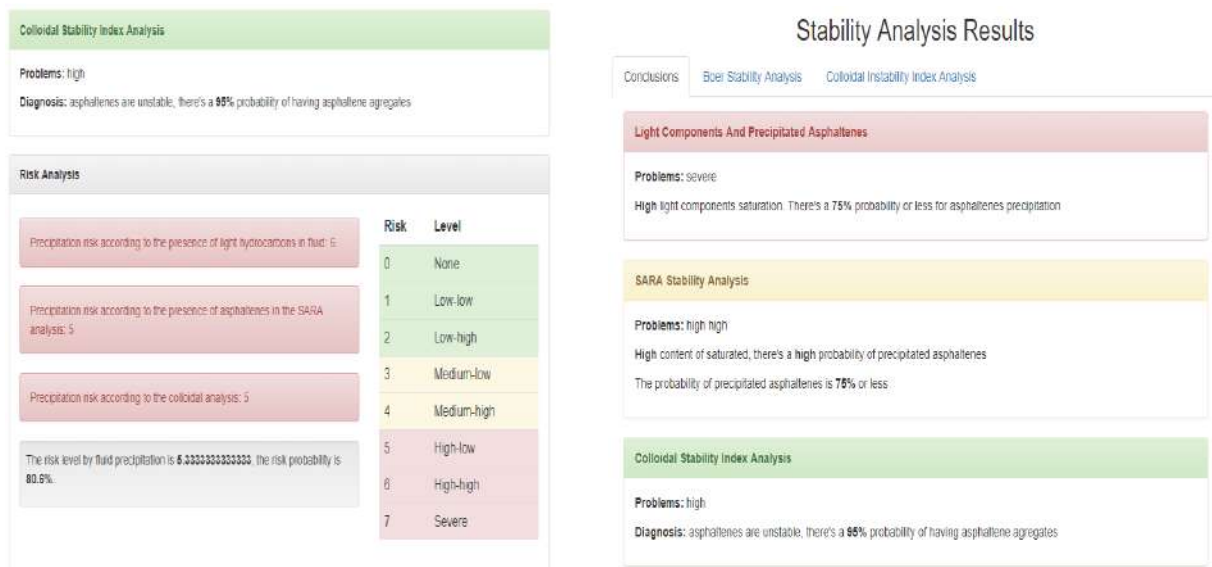 Colloidal Stability Index Analysis
Problems: high
Diagnosis: asphaltenes are unstable, there's a 95% probability of having asphaltene agregates
Risk Analysis
Precipitation risk according to the presence of light hydrocarbons in fluid: 6
Precipitation risk according to the presence of asphaltenes in the SARA
analysis: 5
Precipitation risk according to the colloidal analysis: 5
The risk level by fluid precipitation is 5.3333333333333, the risk probability is
80.6%.
Risk Level
0 None
1 Low-low
2 Low-high
3 Medium-low
4 Medium-high
5 High-low
6 High-high
7 Severe
Stability Analysis Results
Conclusions Boer Stability Analysis Colloidal Instability Index Analysis
Light Components And Precipitated Asphaltenes
Problems: severe
High light components saturation. There's a 75% probability or less for asphaltenes precipitation
SARA Stability Analysis
Problems: high high
High content of saturated, there's a high probability of precipitated asphaltenes
The probability of precipitated asphaltenes is 75% or less
Colloidal Stability Index Analysis
Problems: high
Diagnosis: asphaltenes are unstable, there's a 95% probability of having asphaltene agregates